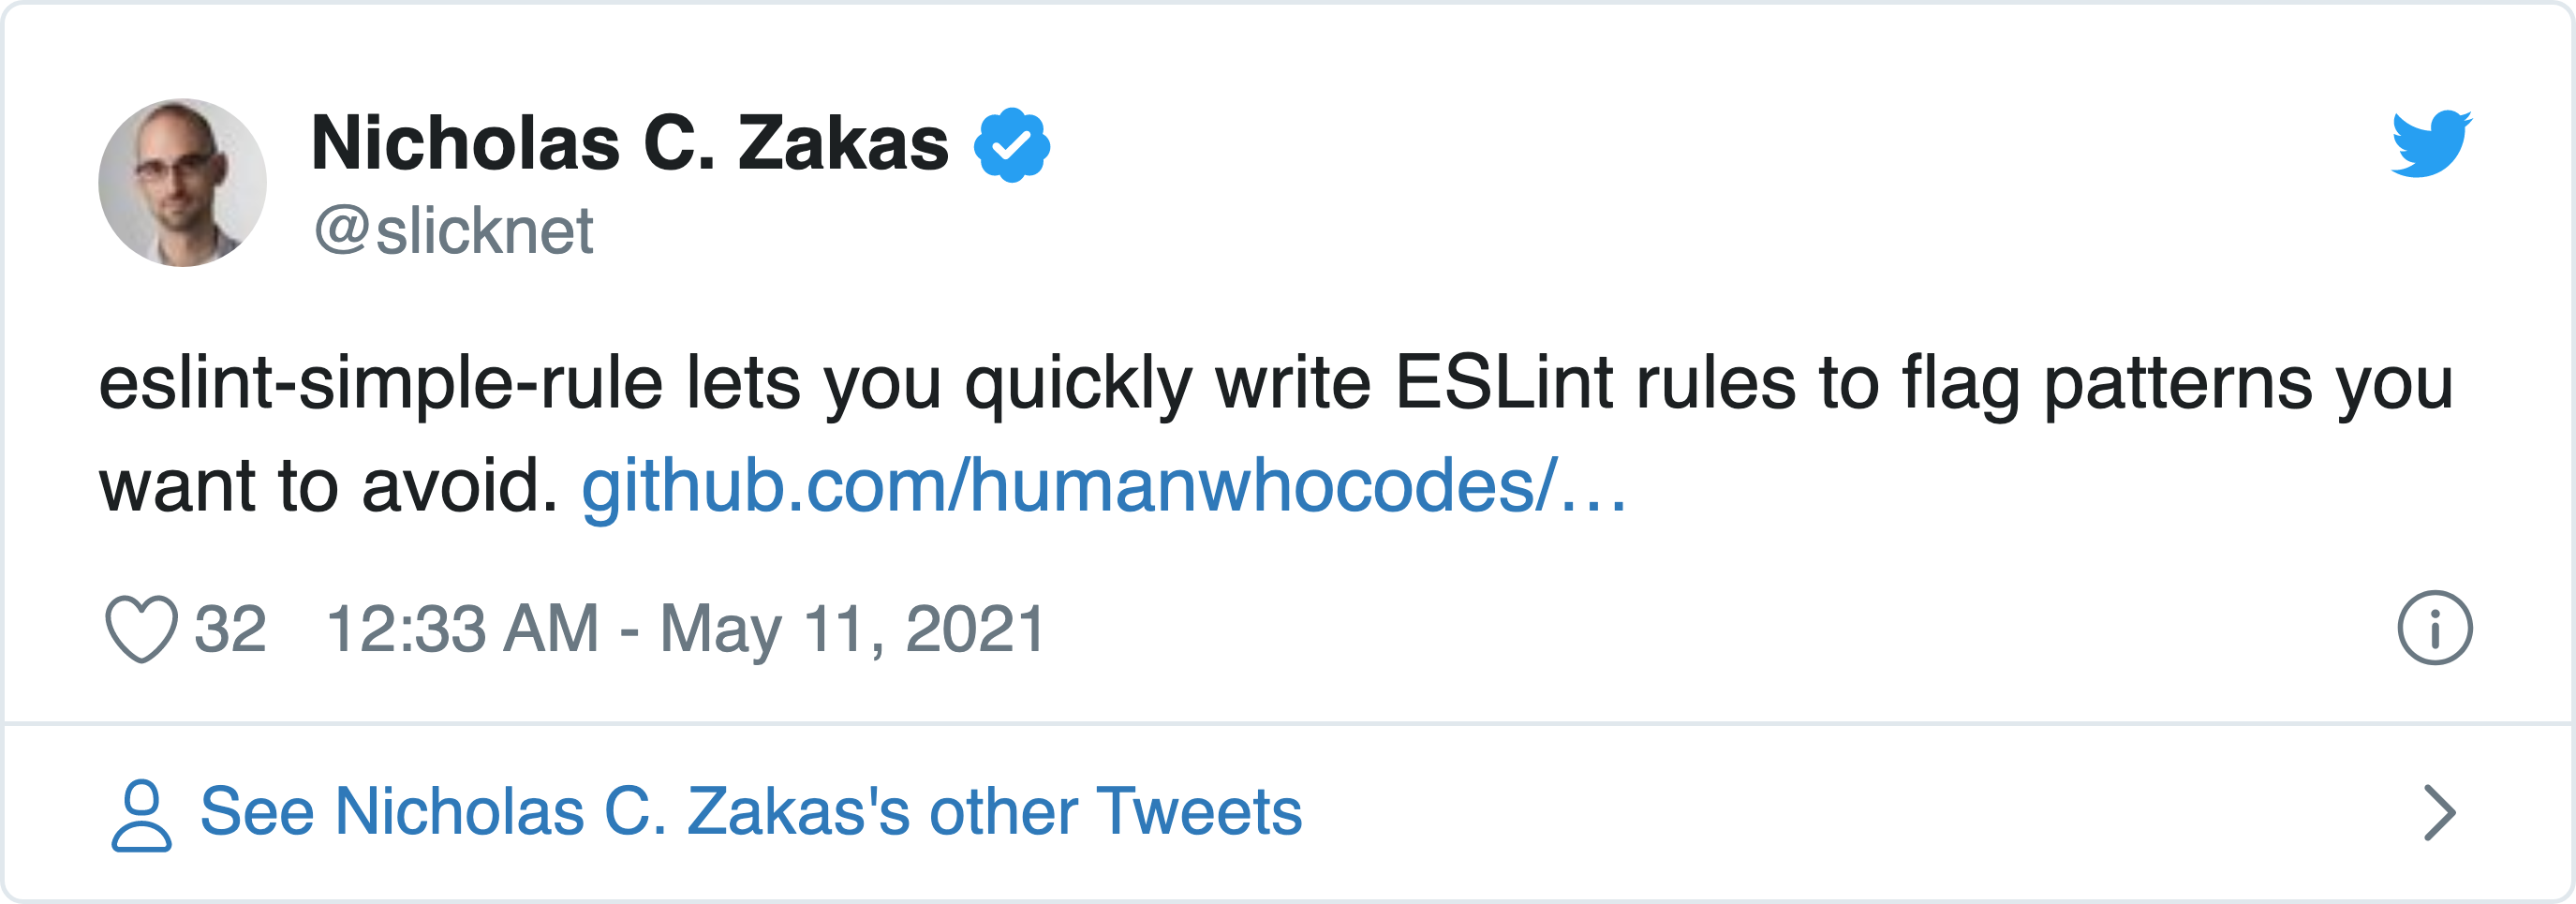 Nicholas C. Zakas
@slicknet
eslint-simple-rule lets you quickly write ESLint rules to flag patterns you
want to avoid. github.com/humanwhocodes/…
32 12:33 AM - May 11, 2021
See Nicholas C. Zakas's other Tweets